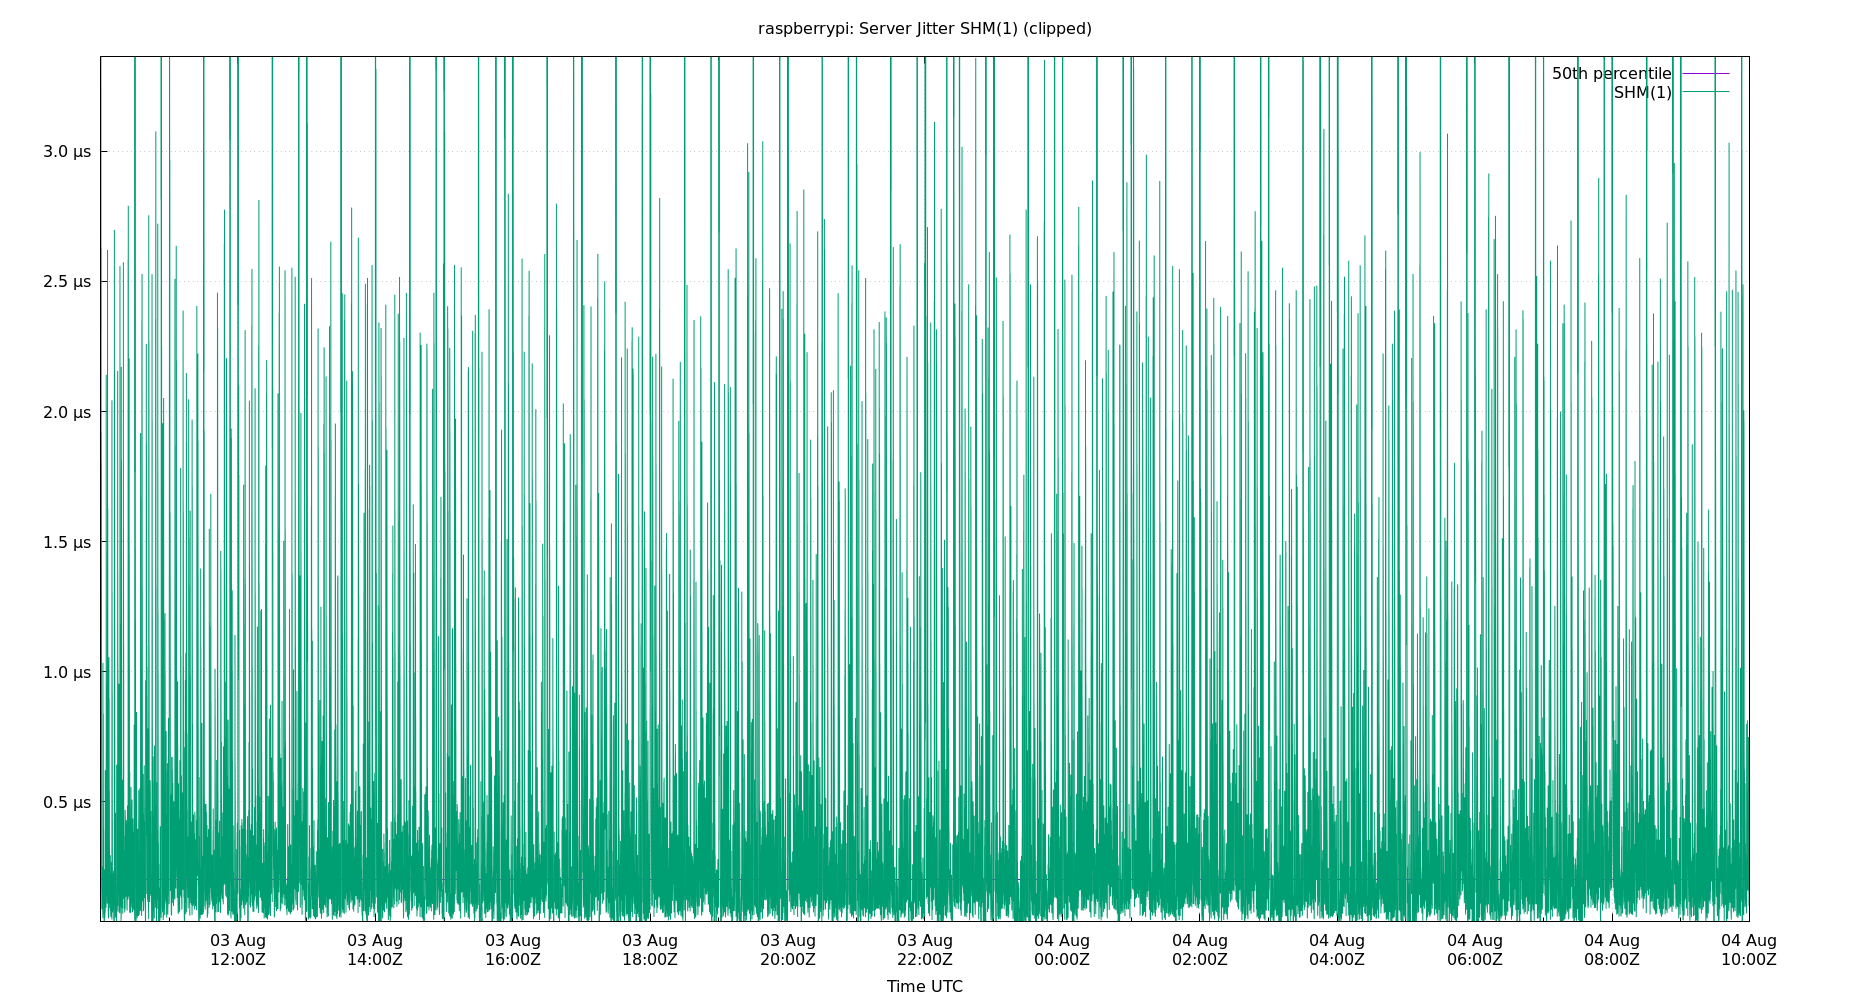 raspberrypi: Server Jitter SHM(1) (clipped)
50th percentile
SHM(1)
3.0 µs
2.5 µs
2.0 µs
1.5 µs
1.0 µs
0.5 µs
03 Aug 03 Aug 03 Aug 03 Aug 03 Aug 03 Aug 04 Aug 04 Aug 04 Aug 04 Aug 04 Aug 04 Aug
12:00Z 14:00Z 16:00Z 18:00Z 20:00Z 22:00Z 00:00Z 02:00Z 04:00Z 06:00Z 08:00Z 10:00Z
Time UTC